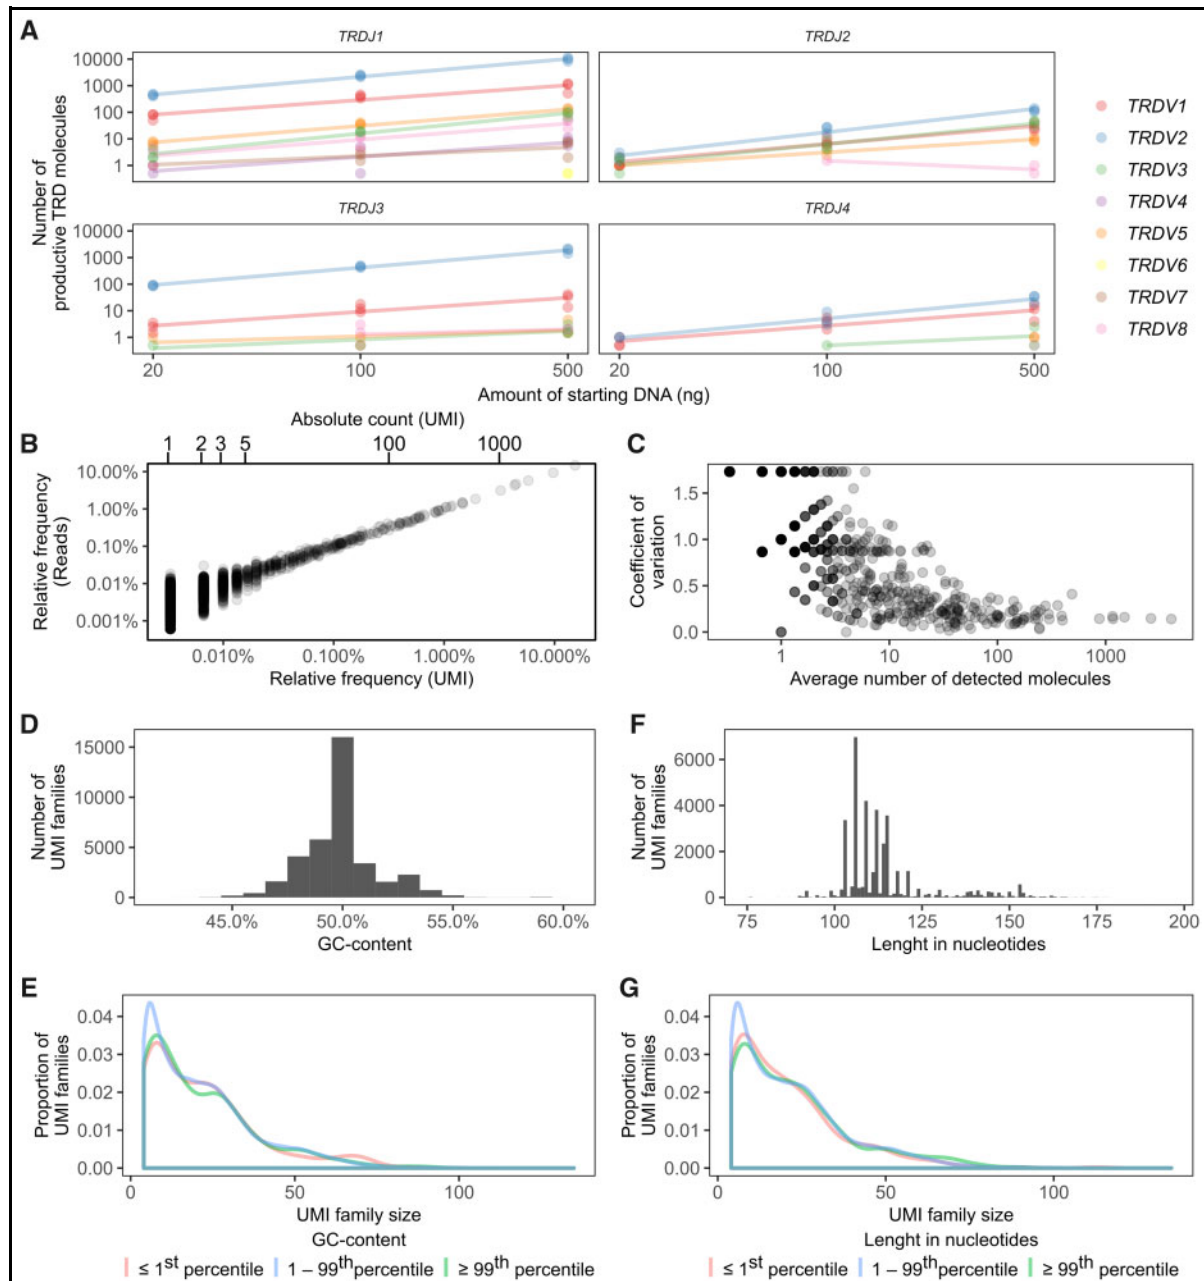 A
TRDJ1
TRDJ2
Number of
productive TRD molecules
10000
1000
100
10
1
TRDJ3
TRDJ4
10000
1000
100
10
1
20
100
500
20
100
500
Amount of starting DNA (ng)
TRDV1
TRDV2
TRDV3
TRDV4
TRDV5
TRDV6
TRDV7
TRDV8
B
Absolute count (UMI)
1 2 3 5 100 1000
Relative frequency
(Reads)
10.00%
1.00%
0.10%
0.01%
0.001%
0.010% 0.100% 1.000% 10.000%
Relative frequency (UMI)
C
Coefficient of
variation
1.5
1.0
0.5
0.0
1 10 100 1000
Average number of detected molecules
D
Number of
UMI families
15000
10000
5000
0
45.0% 50.0% 55.0% 60.0%
GC-content
F
Number of
UMI families
6000
4000
2000
0
75 100 125 150 175 200
Lenght in nucleotides
E
Proportion of
UMI families
0.04
0.03
0.02
0.01
0.00
0 50 100
UMI family size
GC-content
≤ 1st percentile 1 – 99th percentile ≥ 99th percentile
G
Proportion of
UMI families
0.04
0.03
0.02
0.01
0.00
0 50 100
UMI family size
Lenght in nucleotides
≤ 1st percentile 1 – 99th percentile ≥ 99th percentile